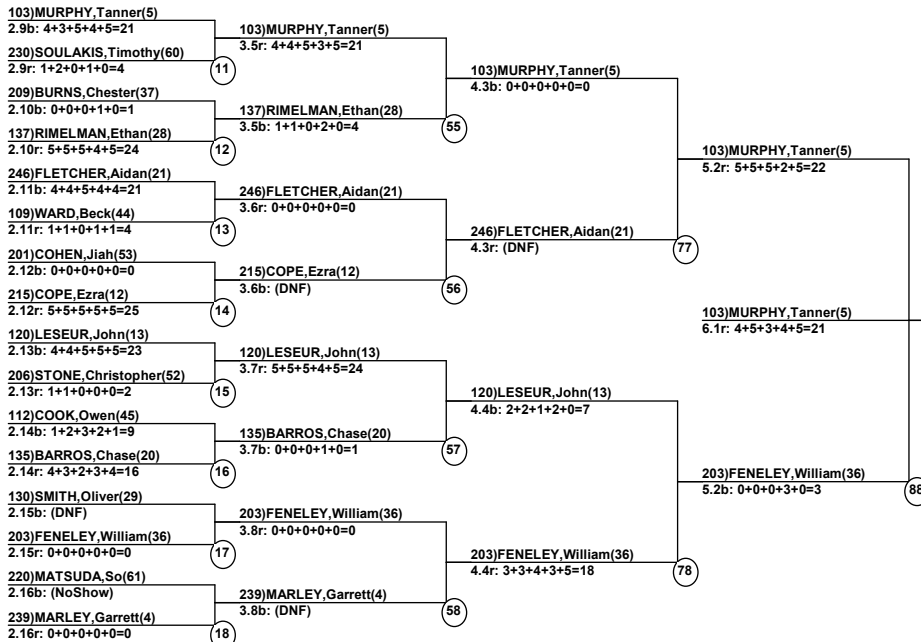 103)MURPHY,Tanner(5)
2.9b: 4+3+5+4+5=21
230)SOULAKIS,Timothy(60)
2.9r: 1+2+0+1+0=4
11
209)BURNS,Chester(37)
2.10b: 0+0+0+1+0=1
137)RIMELMAN,Ethan(28)
2.10r: 5+5+5+4+5=24
12
246)FLETCHER,Aidan(21)
2.11b: 4+4+5+4+4=21
109)WARD,Beck(44)
2.11r: 1+1+0+1+1=4
13
201)COHEN,Jiah(53)
2.12b: 0+0+0+0+0=0
215)COPE,Ezra(12)
2.12r: 5+5+5+5+5=25
14
120)LESEUR,John(13)
2.13b: 4+4+5+5+5=23
206)STONE,Christopher(52)
2.13r: 1+1+0+0+0=2
15
112)COOK,Owen(45)
2.14b: 1+2+3+2+1=9
135)BARROS,Chase(20)
2.14r: 4+3+2+3+4=16
16
130)SMITH,Oliver(29)
2.15b: (DNF)
203)FENELEY,William(36)
2.15r: 0+0+0+0+0=0
17
220)MATSUDA,So(61)
2.16b: (NoShow)
239)MARLEY,Garrett(4)
2.16r: 0+0+0+0+0=0
18
103)MURPHY,Tanner(5)
3.5r: 4+4+5+3+5=21
137)RIMELMAN,Ethan(28)
3.5b: 1+1+0+2+0=4
55
246)FLETCHER,Aidan(21)
3.6r: 0+0+0+0+0=0
215)COPE,Ezra(12)
3.6b: (DNF)
56
120)LESEUR,John(13)
3.7r: 5+5+5+4+5=24
135)BARROS,Chase(20)
3.7b: 0+0+0+1+0=1
57
203)FENELEY,William(36)
3.8r: 0+0+0+0+0=0
239)MARLEY,Garrett(4)
3.8b: (DNF)
58
103)MURPHY,Tanner(5)
4.3b: 0+0+0+0+0=0
246)FLETCHER,Aidan(21)
4.3r: (DNF)
77
120)LESEUR,John(13)
4.4b: 2+2+1+2+0=7
203)FENELEY,William(36)
4.4r: 3+3+4+3+5=18
78
103)MURPHY,Tanner(5)
5.2r: 5+5+5+2+5=22
203)FENELEY,William(36)
5.2b: 0+0+0+3+0=3
88
103)MURPHY,Tanner(5)
6.1r: 4+5+3+4+5=21